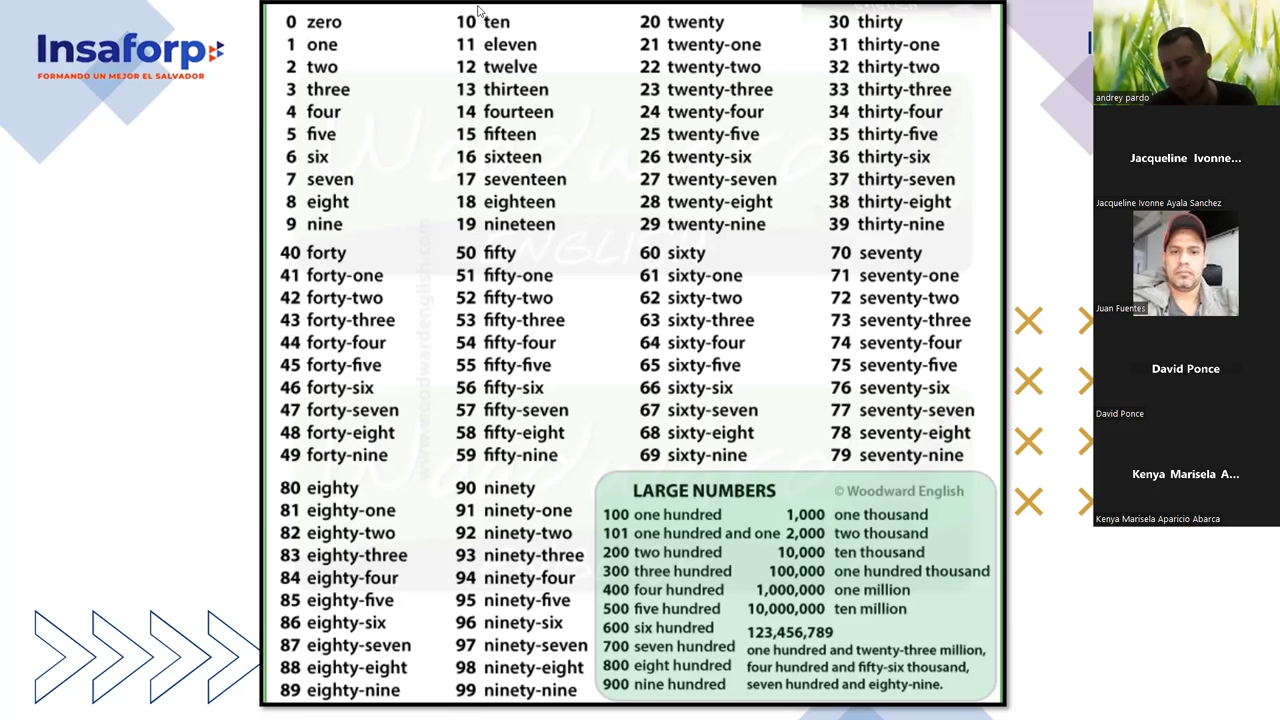 Insaforp
FORMANDO UN MEJOR EL SALVADOR
0 zero
1 one
2 two
3 three
4 four
5 five
6 six
7 seven
8 eight
9 nine
10 ten
11 eleven
12 twelve
13 thirteen
14 fourteen
15 fifteen
16 sixteen
17 seventeen
18 eighteen
19 nineteen
20 twenty
21 twenty-one
22 twenty-two
23 twenty-three
24 twenty-four
25 twenty-five
26 twenty-six
27 twenty-seven
28 twenty-eight
29 twenty-nine
30 thirty
31 thirty-one
32 thirty-two
33 thirty-three
34 thirty-four
35 thirty-five
36 thirty-six
37 thirty-seven
38 thirty-eight
39 thirty-nine
40 forty
41 forty-one
42 forty-two
43 forty-three
44 forty-four
45 forty-five
46 forty-six
47 forty-seven
48 forty-eight
49 forty-nine
50 fifty
51 fifty-one
52 fifty-two
53 fifty-three
54 fifty-four
55 fifty-five
56 fifty-six
57 fifty-seven
58 fifty-eight
59 fifty-nine
60 sixty
61 sixty-one
62 sixty-two
63 sixty-three
64 sixty-four
65 sixty-five
66 sixty-six
67 sixty-seven
68 sixty-eight
69 sixty-nine
70 seventy
71 seventy-one
72 seventy-two
73 seventy-three
74 seventy-four
75 seventy-five
76 seventy-six
77 seventy-seven
78 seventy-eight
79 seventy-nine
80 eighty
81 eighty-one
82 eighty-two
83 eighty-three
84 eighty-four
85 eighty-five
86 eighty-six
87 eighty-seven
88 eighty-eight
89 eighty-nine
90 ninety
91 ninety-one
92 ninety-two
93 ninety-three
94 ninety-four
95 ninety-five
96 ninety-six
97 ninety-seven
98 ninety-eight
99 ninety-nine
LARGE NUMBERS
© Woodward English
100 one hundred
101 one hundred and one
200 two hundred
300 three hundred
400 four hundred
500 five hundred
600 six hundred
700 seven hundred
800 eight hundred
900 nine hundred
1,000 one thousand
2,000 two thousand
10,000 ten thousand
100,000 one hundred thousand
1,000,000 one million
10,000,000 ten million
123,456,789
one hundred and twenty-three million,
four hundred and fifty-six thousand,
seven hundred and eighty-nine.
www.woodwardenglish.com
Woodward
ENGLISH
andrey pardo
Jacqueline Ivonne...
Jacqueline Ivonne Ayala Sanchez
Juan Fuentes
David Ponce
David Ponce
Kenya Marisela A...
Kenya Marisela Aparicio Abarca